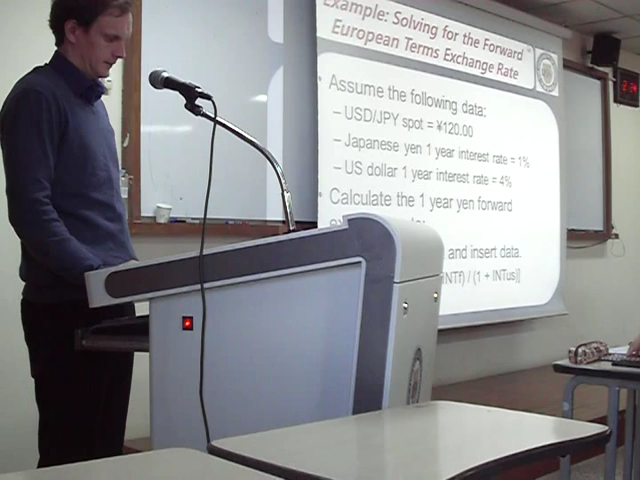 Example: Solving for the Forward
European Terms Exchange Rate
• Assume the following data:
– USD/JPY spot = ¥120.00
– Japanese yen 1 year interest rate = 1%
– US dollar 1 year interest rate = 4%
• Calculate the 1 year yen forward
and insert data.
INTf) / (1 + INTus)]